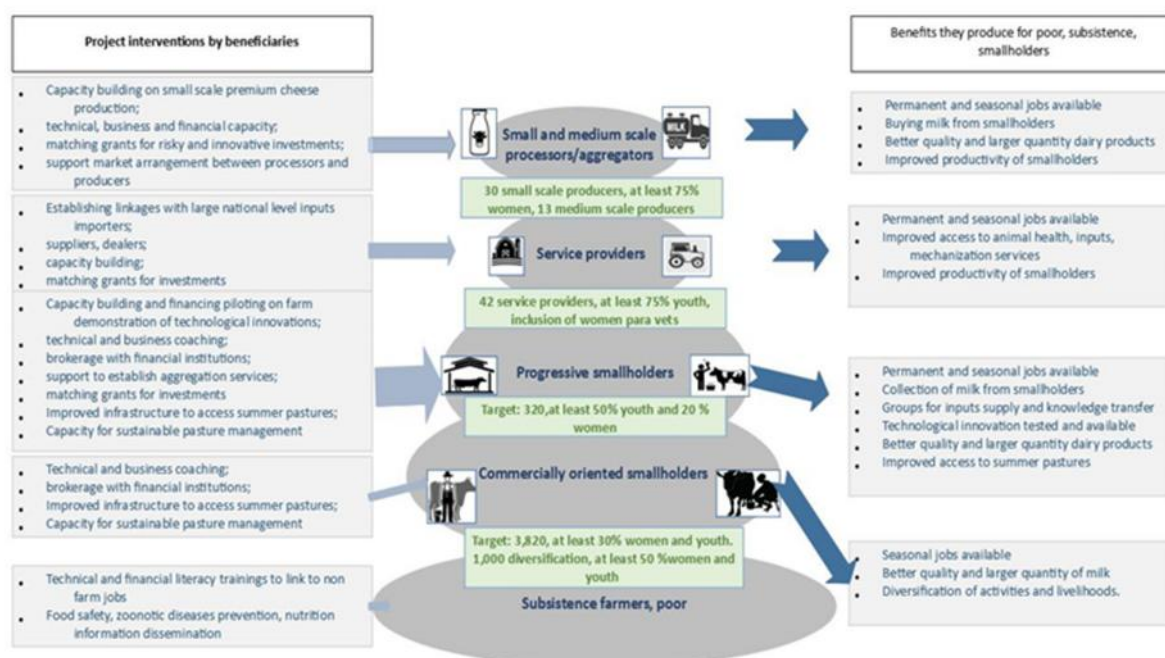 Project interventions by beneficiaries
Capacity building on small scale premium cheese
production;
technical, business and financial capacity;
matching grants for risky and innovative investments;
support market arrangement between processors and
producers
Establishing linkages with large national level inputs
importers;
suppliers, dealers;
capacity building;
matching grants for investments
Capacity building and financing piloting on farm
demonstration of technological innovations;
technical and business coaching;
brokerage with financial institutions;
support to establish aggregation services;
matching grants for investments
Improved infrastructure to access summer pastures;
Capacity for sustainable pasture management
Technical and business coaching;
brokerage with financial institutions;
Improved infrastructure to access summer pastures;
Capacity for sustainable pasture management
Technical and financial literacy trainings to link to non
farm jobs
Food safety, zoonotic diseases prevention, nutrition
information dissemination
MILK
Small and medium scale
processors/aggregators
30 small scale producers, at least 75%
women, 13 medium scale producers
Service providers
42 service providers, at least 75% youth,
inclusion of women para vets
Progressive smallholders
Target: 320,at least 50% youth and 20 %
women
Commercially oriented smallholders
Target: 3,820, at least 30% women and youth.
1,000 diversification, at least 50 %women and
youth
Subsistence farmers, poor
Benefits they produce for poor, subsistence,
smallholders
Permanent and seasonal jobs available
Buying milk from smallholders
Better quality and larger quantity dairy products
Improved productivity of smallholders
Permanent and seasonal jobs available
Improved access to animal health, inputs,
mechanization services
Improved productivity of smallholders
Permanent and seasonal jobs available
Collection of milk from smallholders
Groups for inputs supply and knowledge transfer
Technological innovation tested and available
Better quality and larger quantity dairy products
Improved access to summer pastures
Seasonal jobs available
Better quality and larger quantity of milk
Diversification of activities and livelihoods.